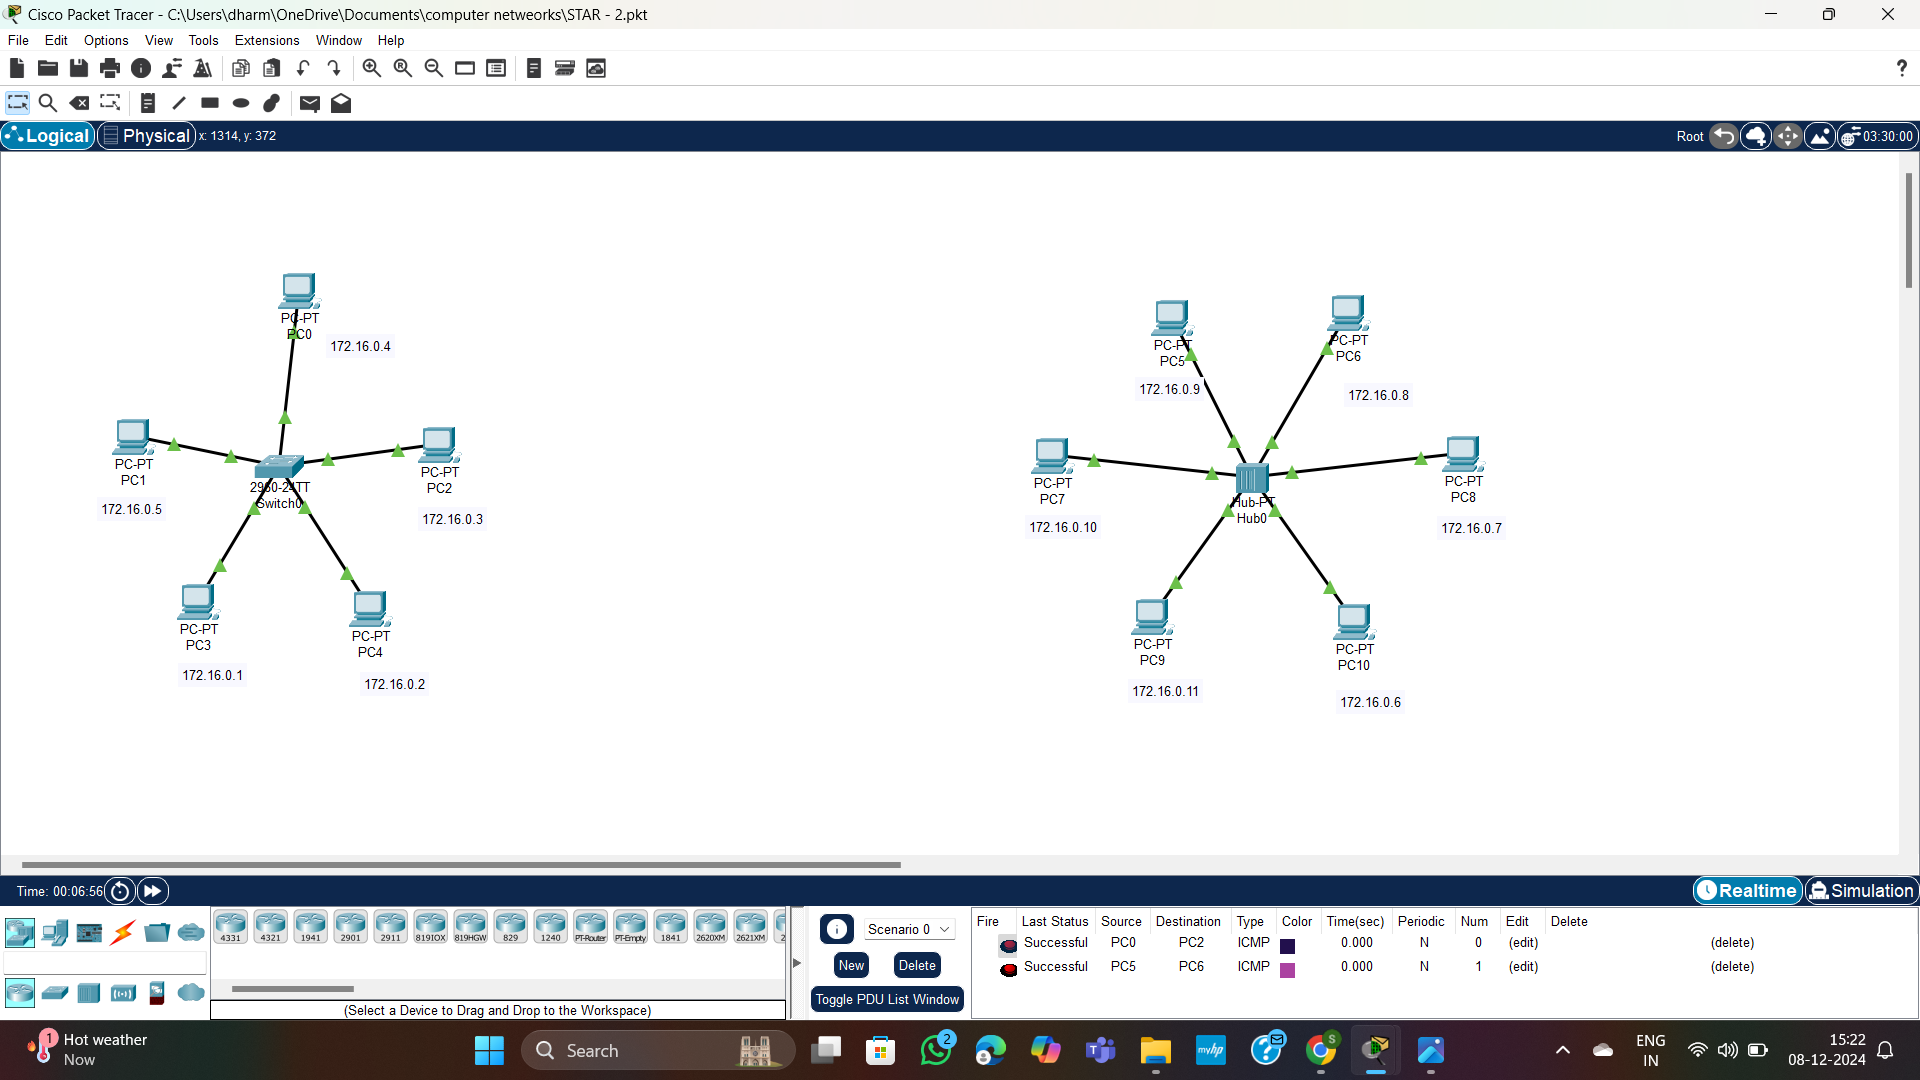 Cisco Packet Tracer - C:\Users\dharm\OneDrive\Documents\computer netweorks\STAR - 2.pkt
File Edit Options View Tools Extensions Window Help
?
Logical Physical x: 1314, y: 372 Root 03:30:00
PC-PT
PC0
172.16.0.4
PC-PT
PC1
172.16.0.5
PC-PT
PC2
172.16.0.3
2960-24TT
Switch0
PC-PT
PC3
172.16.0.1
PC-PT
PC4
172.16.0.2
PC-PT
PC5
172.16.0.9
PC-PT
PC6
172.16.0.8
PC-PT
PC7
172.16.0.10
PC-PT
PC8
172.16.0.7
Hub-PT
Hub0
PC-PT
PC9
172.16.0.11
PC-PT
PC10
172.16.0.6
Time: 00:06:56 Realtime Simulation
4331 4321 1941 2901 2911 819IOX 819HGW 829 1240 PT-Router PT-Empty 1841 2620XM 2621XM 2
(Select a Device to Drag and Drop to the Workspace)
Scenario 0
New Delete
Toggle PDU List Window
Fire Last Status Source Destination Type Color Time(sec) Periodic Num Edit Delete
Successful PC0 PC2 ICMP 0.000 N 0 (edit) (delete)
Successful PC5 PC6 ICMP 0.000 N 1 (edit) (delete)
1 Hot weather
Now
Search
2
myhp
S
ENG
IN
15:22
08-12-2024